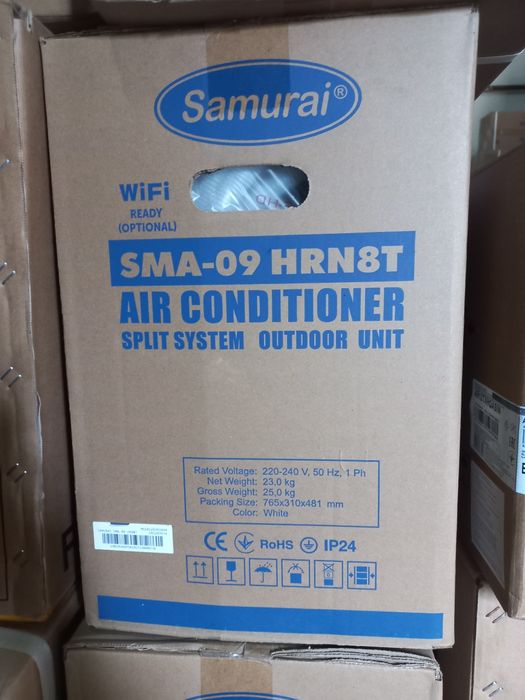 Samurai®
WiFi
READY
(OPTIONAL)
SMA-09 HRN8T
AIR CONDITIONER
SPLIT SYSTEM OUTDOOR UNIT
Rated Voltage: 220-240 V, 50 Hz, 1 Ph
Net Weight: 23,0 kg
Gross Weight: 25,0 kg
Packing Size: 765x310x481 mm
Color: White
CE RoHS IP24